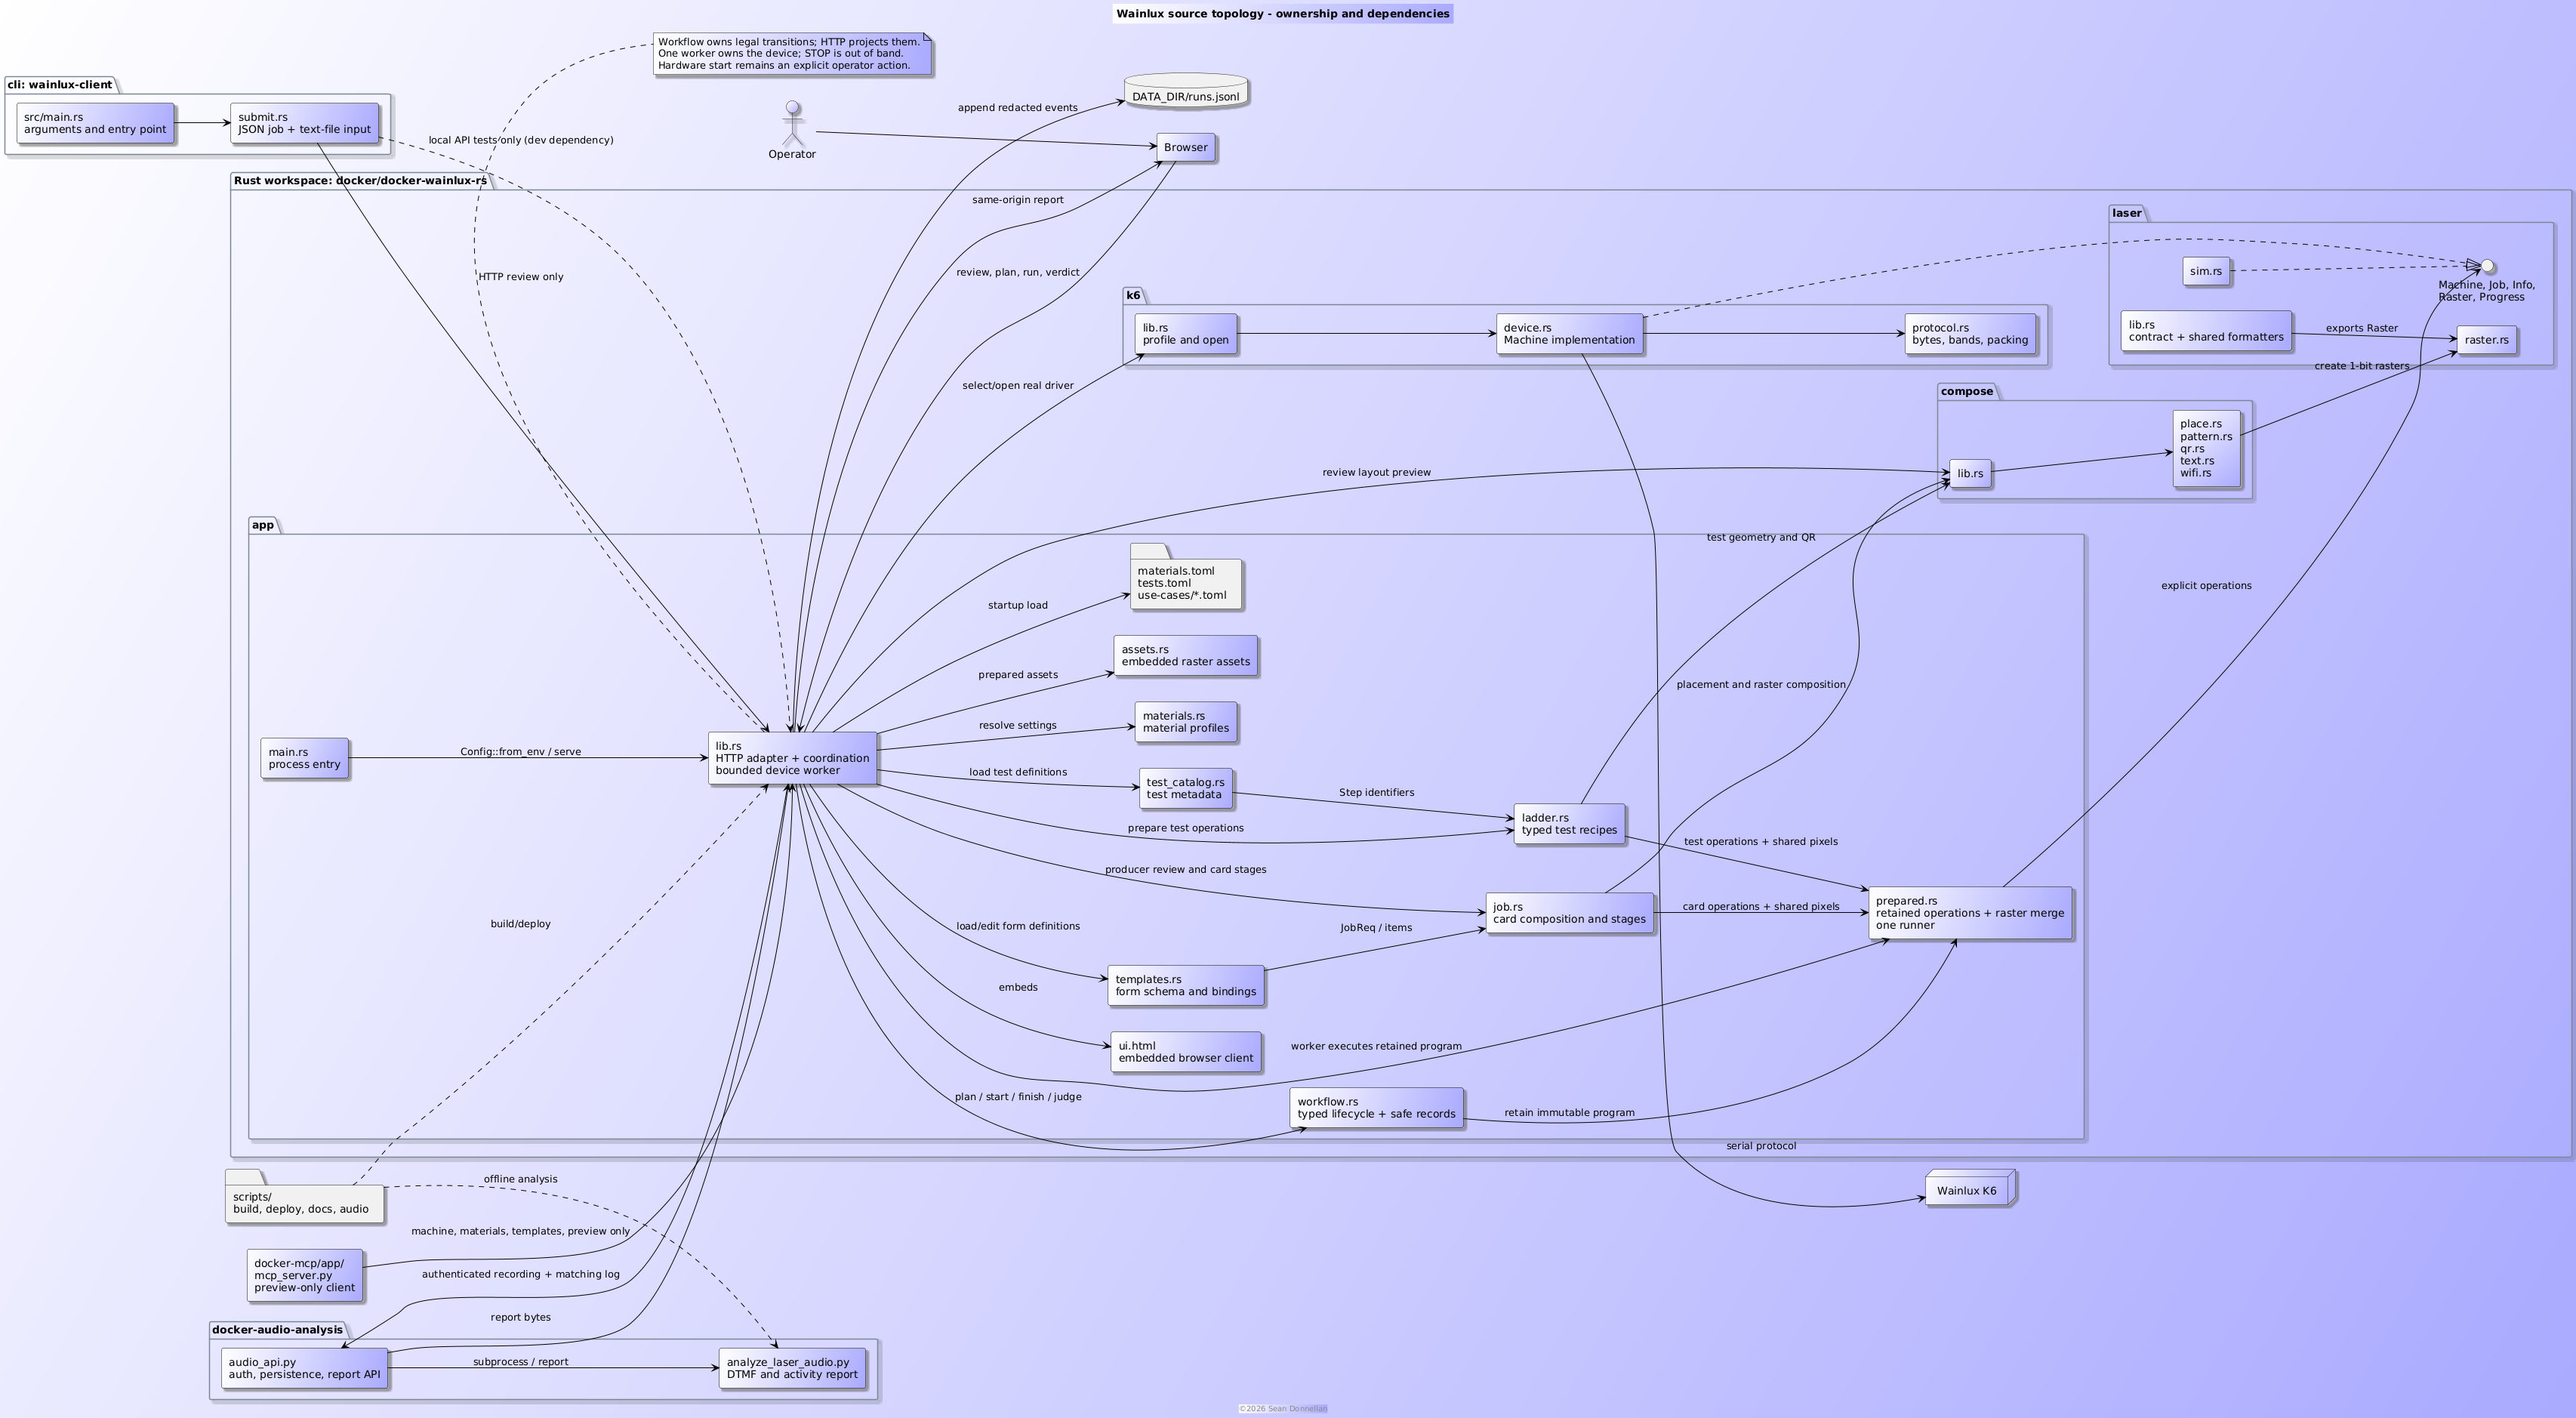 Wainlux source topology - ownership and dependencies
Workflow owns legal transitions; HTTP projects them.
One worker owns the device; STOP is out of band.
Hardware start remains an explicit operator action.
cli: wainlux-client
src/main.rs
arguments and entry point
submit.rs
JSON job + text-file input
local API tests only (dev dependency)
Operator
append redacted events
DATA_DIR/runs.jsonl
Browser
Rust workspace: docker/docker-wainlux-rs
same-origin report
HTTP review only
review, plan, run, verdict
select/open real driver
k6
lib.rs
profile and open
device.rs
Machine implementation
protocol.rs
bytes, bands, packing
laser
sim.rs
Machine, Job, Info,
Raster, Progress
lib.rs
contract + shared formatters
exports Raster
raster.rs
create 1-bit rasters
compose
lib.rs
place.rs
pattern.rs
qr.rs
text.rs
wifi.rs
review layout preview
test geometry and QR
explicit operations
placement and raster composition
app
main.rs
process entry
Config::from_env / serve
lib.rs
HTTP adapter + coordination
bounded device worker
startup load
materials.toml
tests.toml
use-cases/*.toml
prepared assets
assets.rs
embedded raster assets
resolve settings
materials.rs
material profiles
load test definitions
test_catalog.rs
test metadata
Step identifiers
prepare test operations
ladder.rs
typed test recipes
test operations + shared pixels
producer review and card stages
job.rs
card composition and stages
card operations + shared pixels
prepared.rs
retained operations + raster merge
one runner
load/edit form definitions
JobReq / items
templates.rs
form schema and bindings
embeds
ui.html
embedded browser client
worker executes retained program
plan / start / finish / judge
workflow.rs
typed lifecycle + safe records
retain immutable program
serial protocol
Wainlux K6
build/deploy
scripts/
build, deploy, docs, audio
offline analysis
machine, materials, templates, preview only
docker-mcp/app/
mcp_server.py
preview-only client
authenticated recording + matching log
report bytes
docker-audio-analysis
audio_api.py
auth, persistence, report API
subprocess / report
analyze_laser_audio.py
DTMF and activity report
©2026 Sean Donnellan